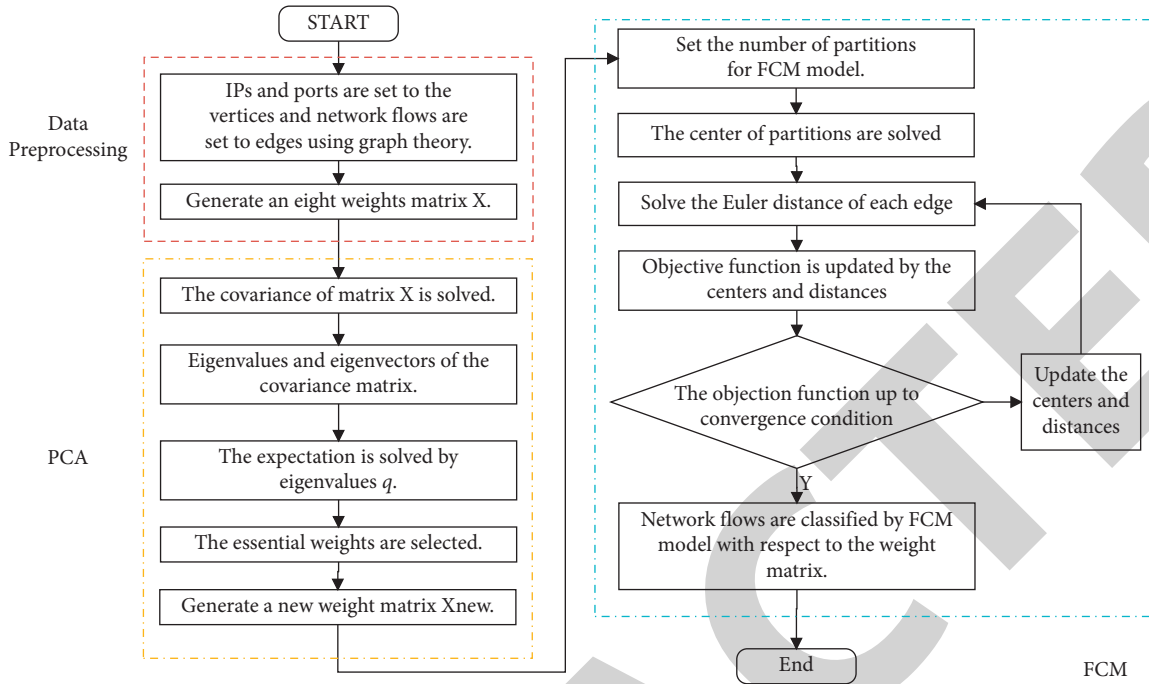 START
Data
Preprocessing
IPs and ports are set to the
vertices and network flows are
set to edges using graph theory.
Generate an eight weights matrix X.
PCA
The covariance of matrix X is solved.
Eigenvalues and eigenvectors of the
covariance matrix.
The expectation is solved by
eigenvalues q.
The essential weights are selected.
Generate a new weight matrix Xnew.
Set the number of partitions
for FCM model.
The center of partitions are solved
Solve the Euler distance of each edge
Objective function is updated by the
centers and distances
The objection function up to
convergence condition
Update the
centers and
distances
Y
Network flows are classified by FCM
model with respect to the weight
matrix.
End
FCM